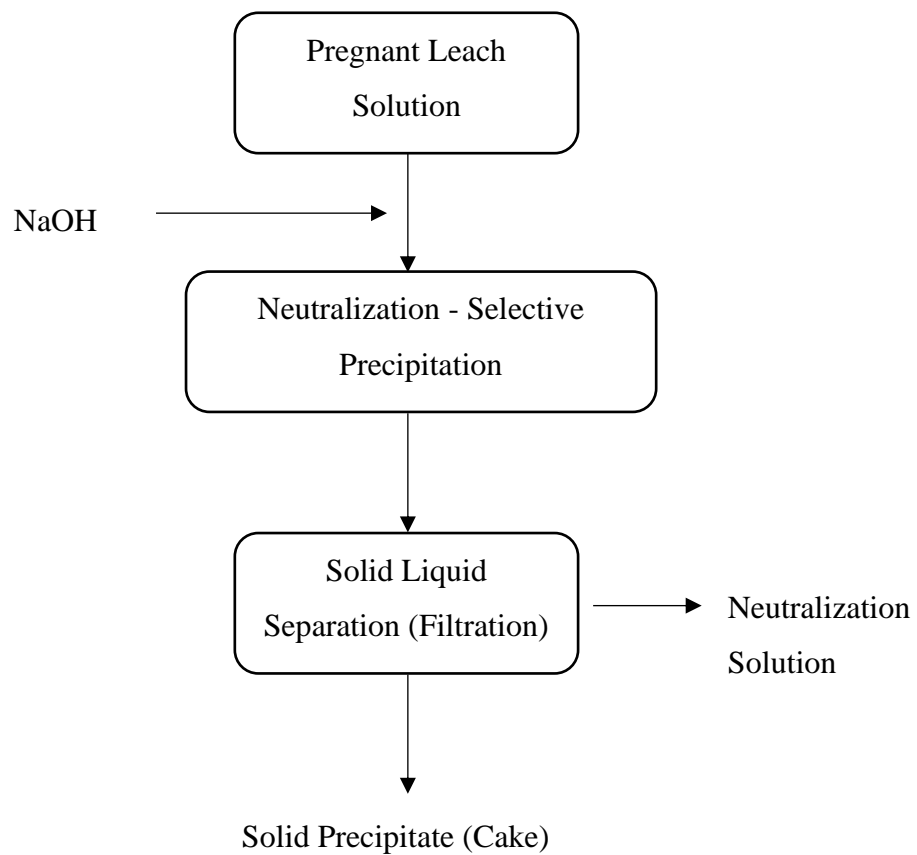 Pregnant Leach
Solution
NaOH
Neutralization - Selective
Precipitation
Solid Liquid
Separation (Filtration)
Neutralization
Solution
Solid Precipitate (Cake)